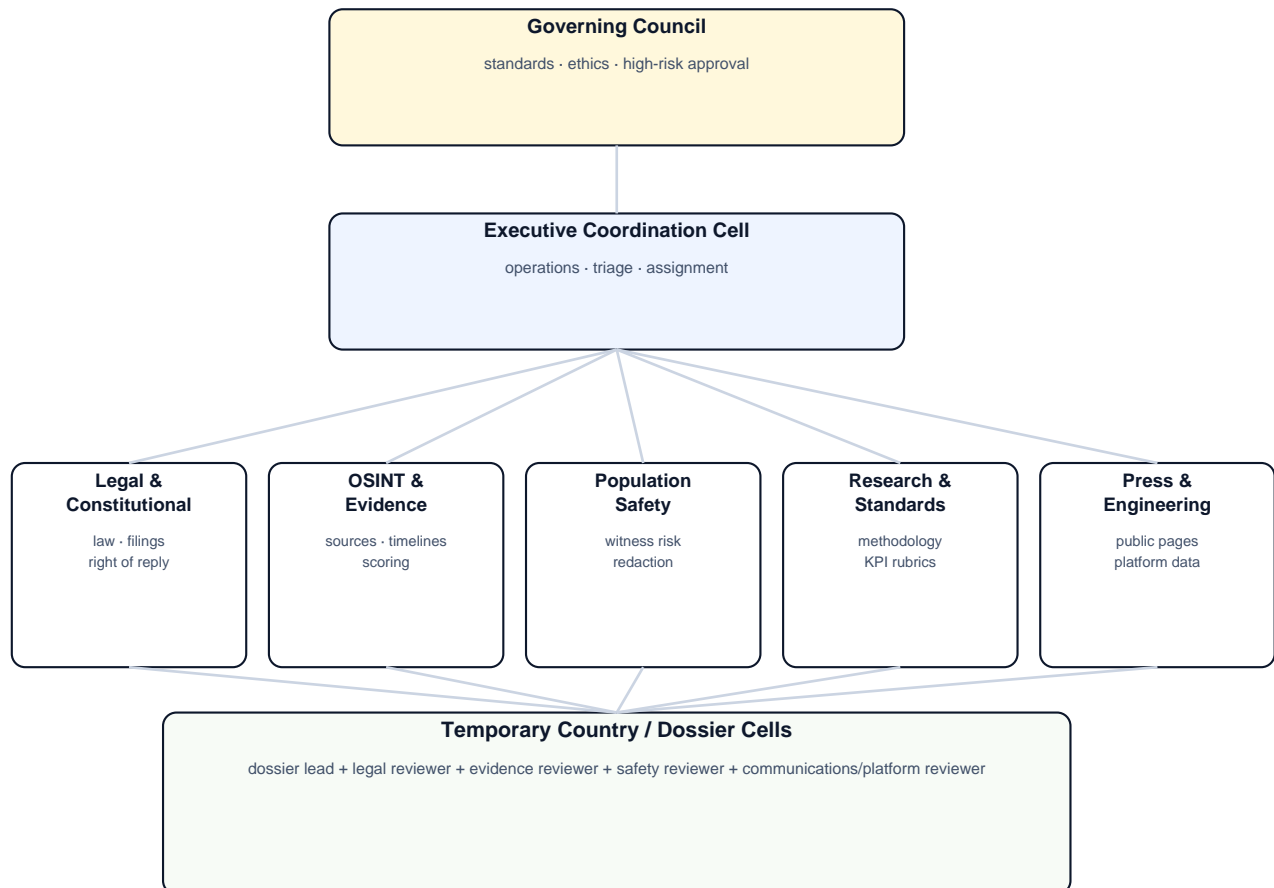 Governing Council
standards · ethics · high-risk approval
Executive Coordination Cell
operations · triage · assignment
Legal &
Constitutional
law · filings
right of reply
OSINT &
Evidence
sources · timelines
scoring
Population
Safety
witness risk
redaction
Research &
Standards
methodology
KPI rubrics
Press &
Engineering
public pages
platform data
Temporary Country / Dossier Cells
dossier lead + legal reviewer + evidence reviewer + safety reviewer + communications/platform reviewer